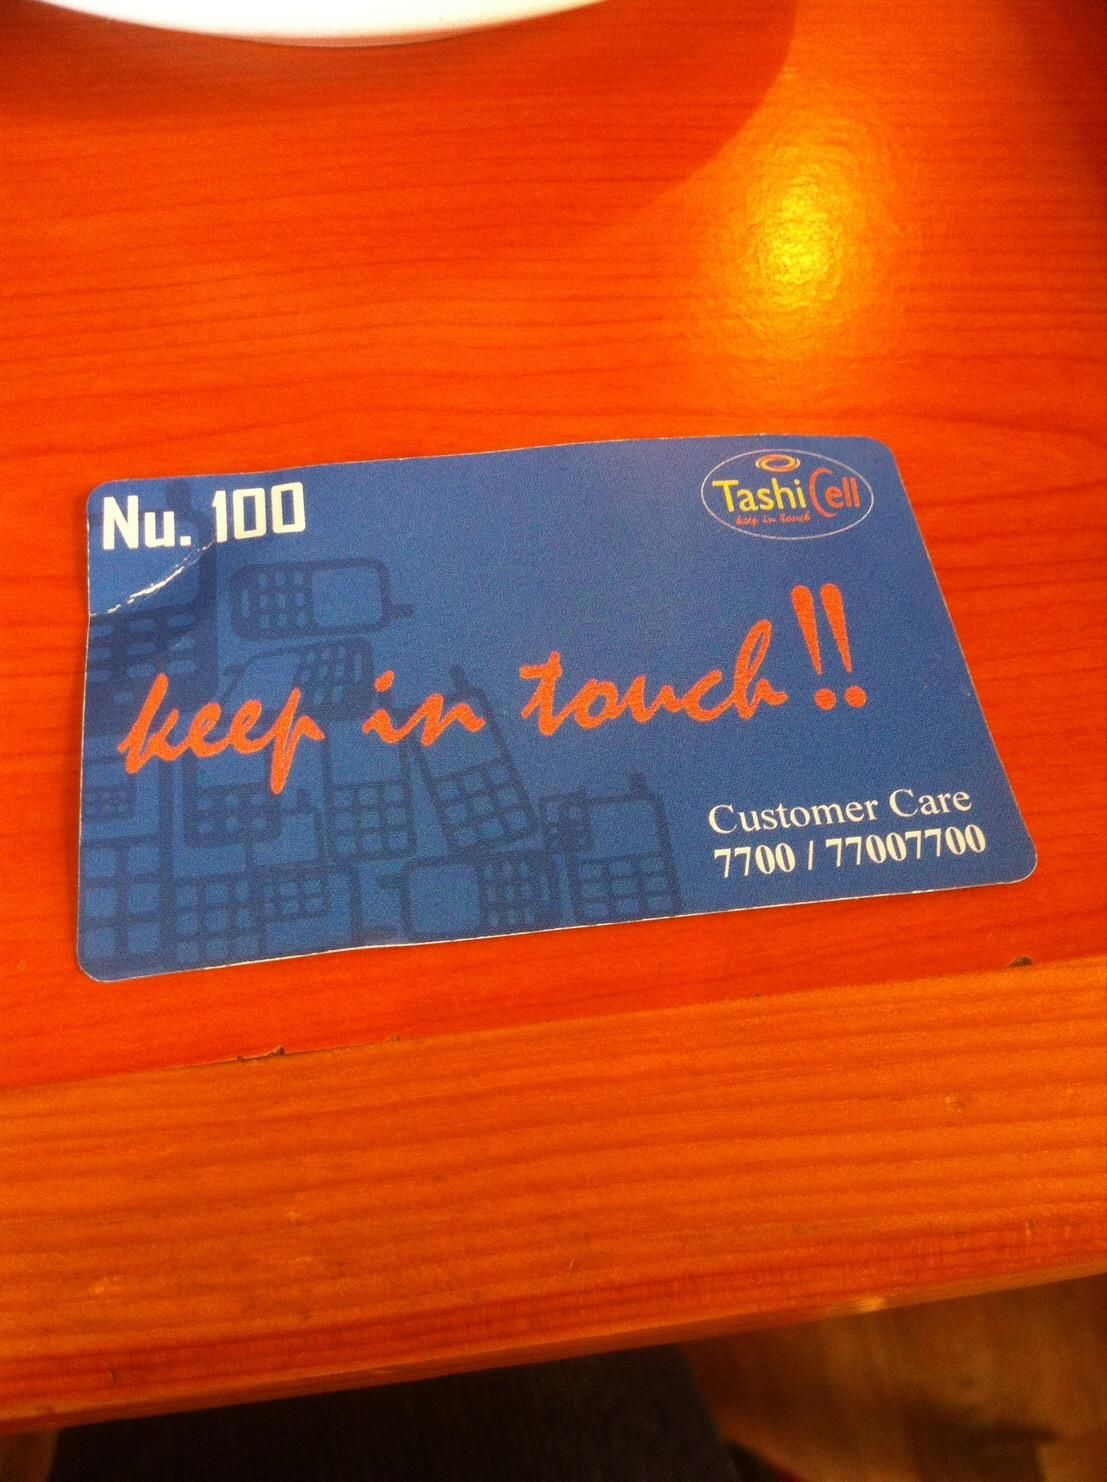 Nu. 100
TashiCell
keep in touch
keep in touch!!
Customer Care
7700 / 77007700